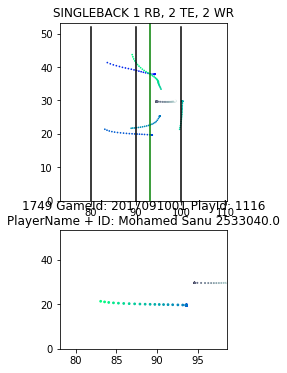 SINGLEBACK 1 RB, 2 TE, 2 WR
50
40
30
20
10
0
80 90 100 110
1749 GameId: 2017091001 PlayId: 1116
PlayerName + ID: Mohamed Sanu 2533040.0
40
20
0
80 85 90 95